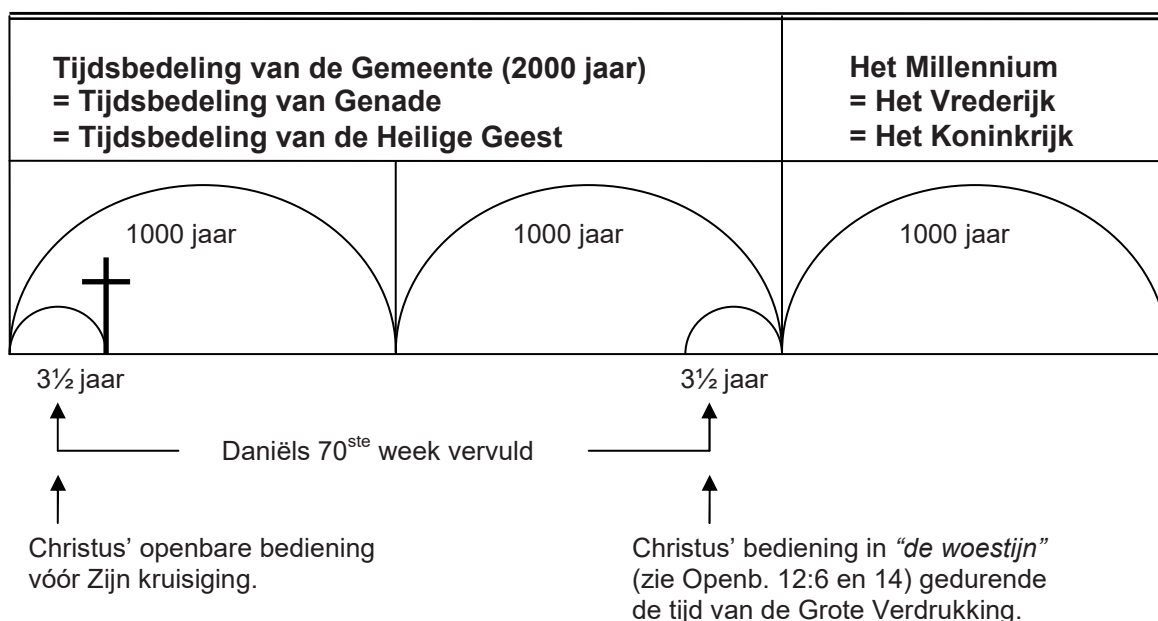 Tijdsbedeling van de Gemeente (2000 jaar)
= Tijdsbedeling van Genade
= Tijdsbedeling van de Heilige Geest
Het Millennium
= Het Vrederijk
= Het Koninkrijk
1000 jaar
1000 jaar
1000 jaar
3½ jaar
3½ jaar
Daniëls 70ste week vervuld
Christus’ openbare bediening
vóór Zijn kruisiging.
Christus’ bediening in “de woestijn”
(zie Openb. 12:6 en 14) gedurende
de tijd van de Grote Verdrukking.